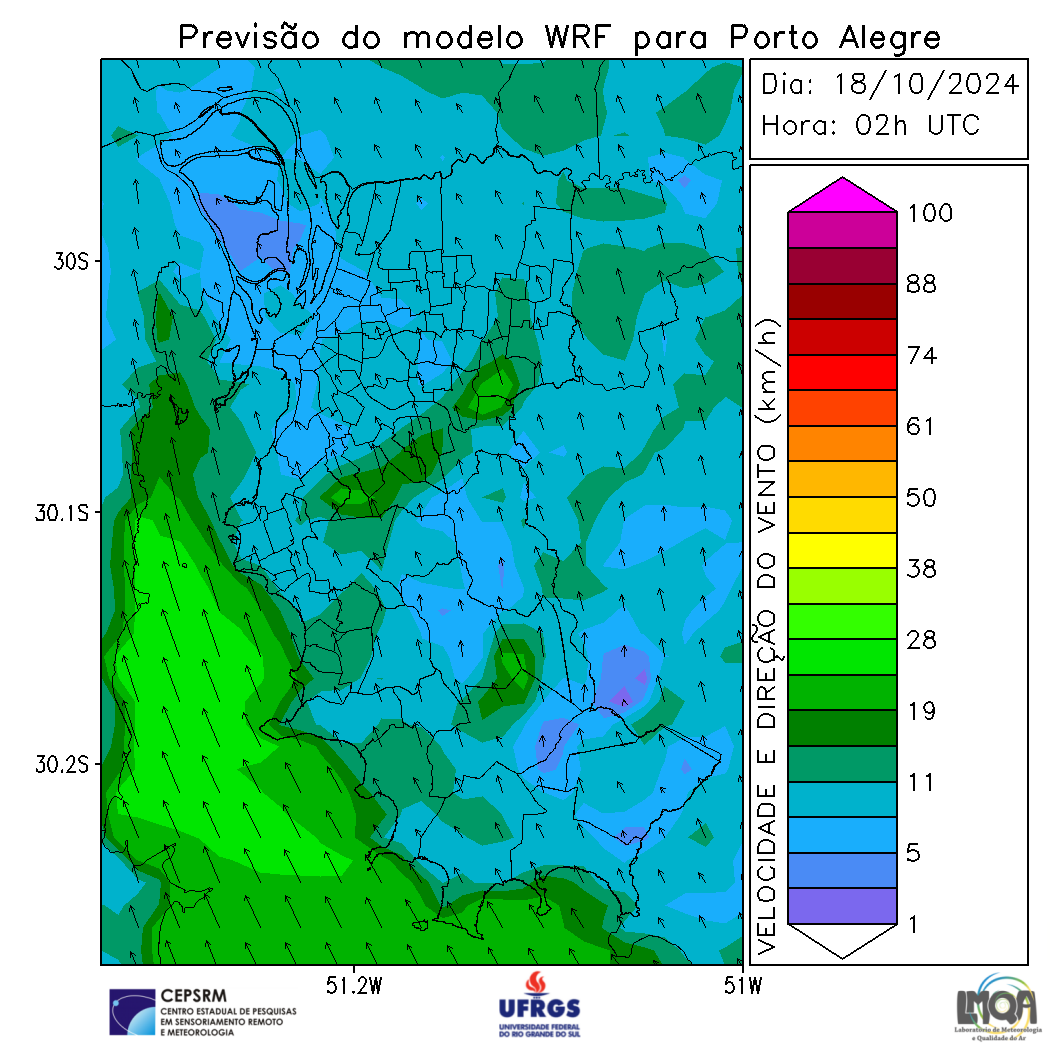 Previsão do modelo WRF para Porto Alegre
Dia: 18/10/2024
Hora: 02h UTC
30S
30.1S
30.2S
51.2W
51W
VELOCIDADE E DIREÇÃO DO VENTO (km/h)
100
88
74
61
50
38
28
19
11
5
1
CEPSRM
CENTRO ESTADUAL DE PESQUISAS
EM SENSORIAMENTO REMOTO
E METEOROLOGIA
UFRGS
UNIVERSIDADE FEDERAL
DO RIO GRANDE DO SUL
LMQA
Laboratório de Meteorologia
e Qualidade do Ar